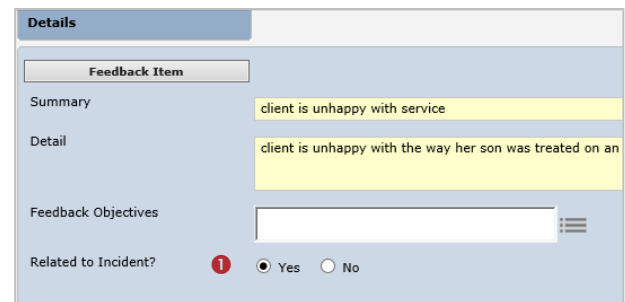 Details
Feedback Item
Summary
client is unhappy with service
Detail
client is unhappy with the way her son was treated on an
Feedback Objectives
Related to Incident? 1 Yes No